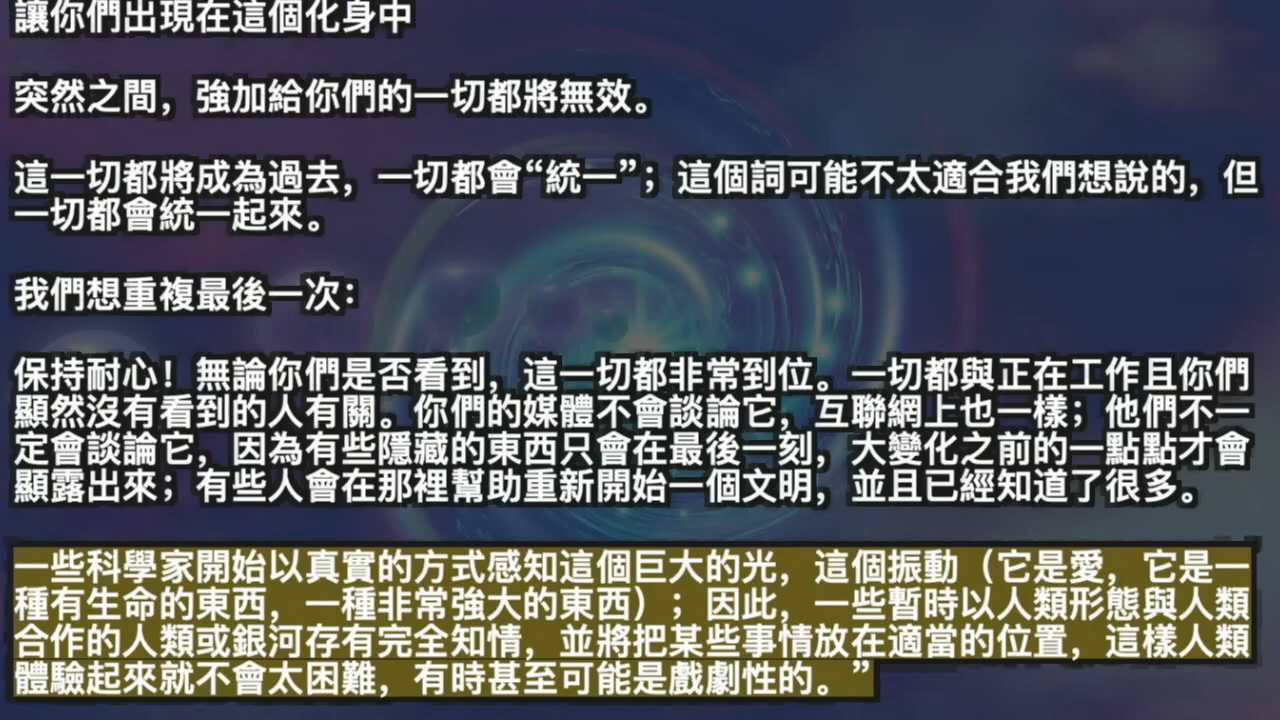 讓你們出現在這個化身中
突然之間，強加給你們的一切都將無效。
這一切都將成為過去，一切都會“統一”；這個詞可能不太適合我們想說的，但
一切都會統一起來。
我們想重複最後一次：
保持耐心！無論你們是否看到，這一切都非常到位。一切都與正在工作且你們
顯然沒有看到的人有關。你們的媒體不會談論它，互聯網上也一樣；他們不一
定會談論它，因為有些隱藏的東西只會在最後一刻，大變化之前的一點點才會
顯露出來；有些人會在那裡幫助重新開始一個文明，並且已經知道了很多。
一些科學家開始以真實的方式感知這個巨大的光，這個振動（它是愛，它是一
種有生命的東西，一種非常強大的東西）；因此，一些暫時以人類形態與人類
合作的人類或銀河存有完全知情，並將把某些事情放在適當的位置，這樣人類
體驗起來就不會太困難，有時甚至可能是戲劇性的。”